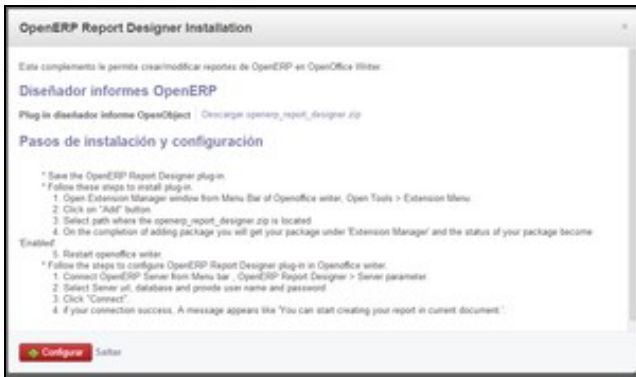 OpenERP Report Designer Installation
×
Este complemento le permite crear/modificar reportes de OpenERP en OpenOffice Writer.
Diseñador informes OpenERP
Plug in diseñador informe OpenObject Descargar openerp_report_designer.zip
Pasos de instalación y configuración
* Save the OpenERP Report Designer plug-in.
* Follow these steps to install plug-in.
1. Open Extension Manager window from Menu Bar of Openoffice writer, Open Tools > Extension Menu.
2. Click on "Add" button.
3. Select path where the openerp_report_designer.zip is located.
4. On the completion of adding package you will get your package under 'Extension Manager' and the status of your package become
'Enabled'
5. Restart openoffice writer.
* Follow the steps to configure OpenERP Report Designer plug-in in Openoffice writer.
1. Connect OpenERP Server from Menu bar , OpenERP Report Designer > Server parameter.
2. Select Server url, database and provide user name and password
3. Click "Connect".
4. if your connection success, A message appears like 'You can start creating your report in current document.'.
Configurar Saltar